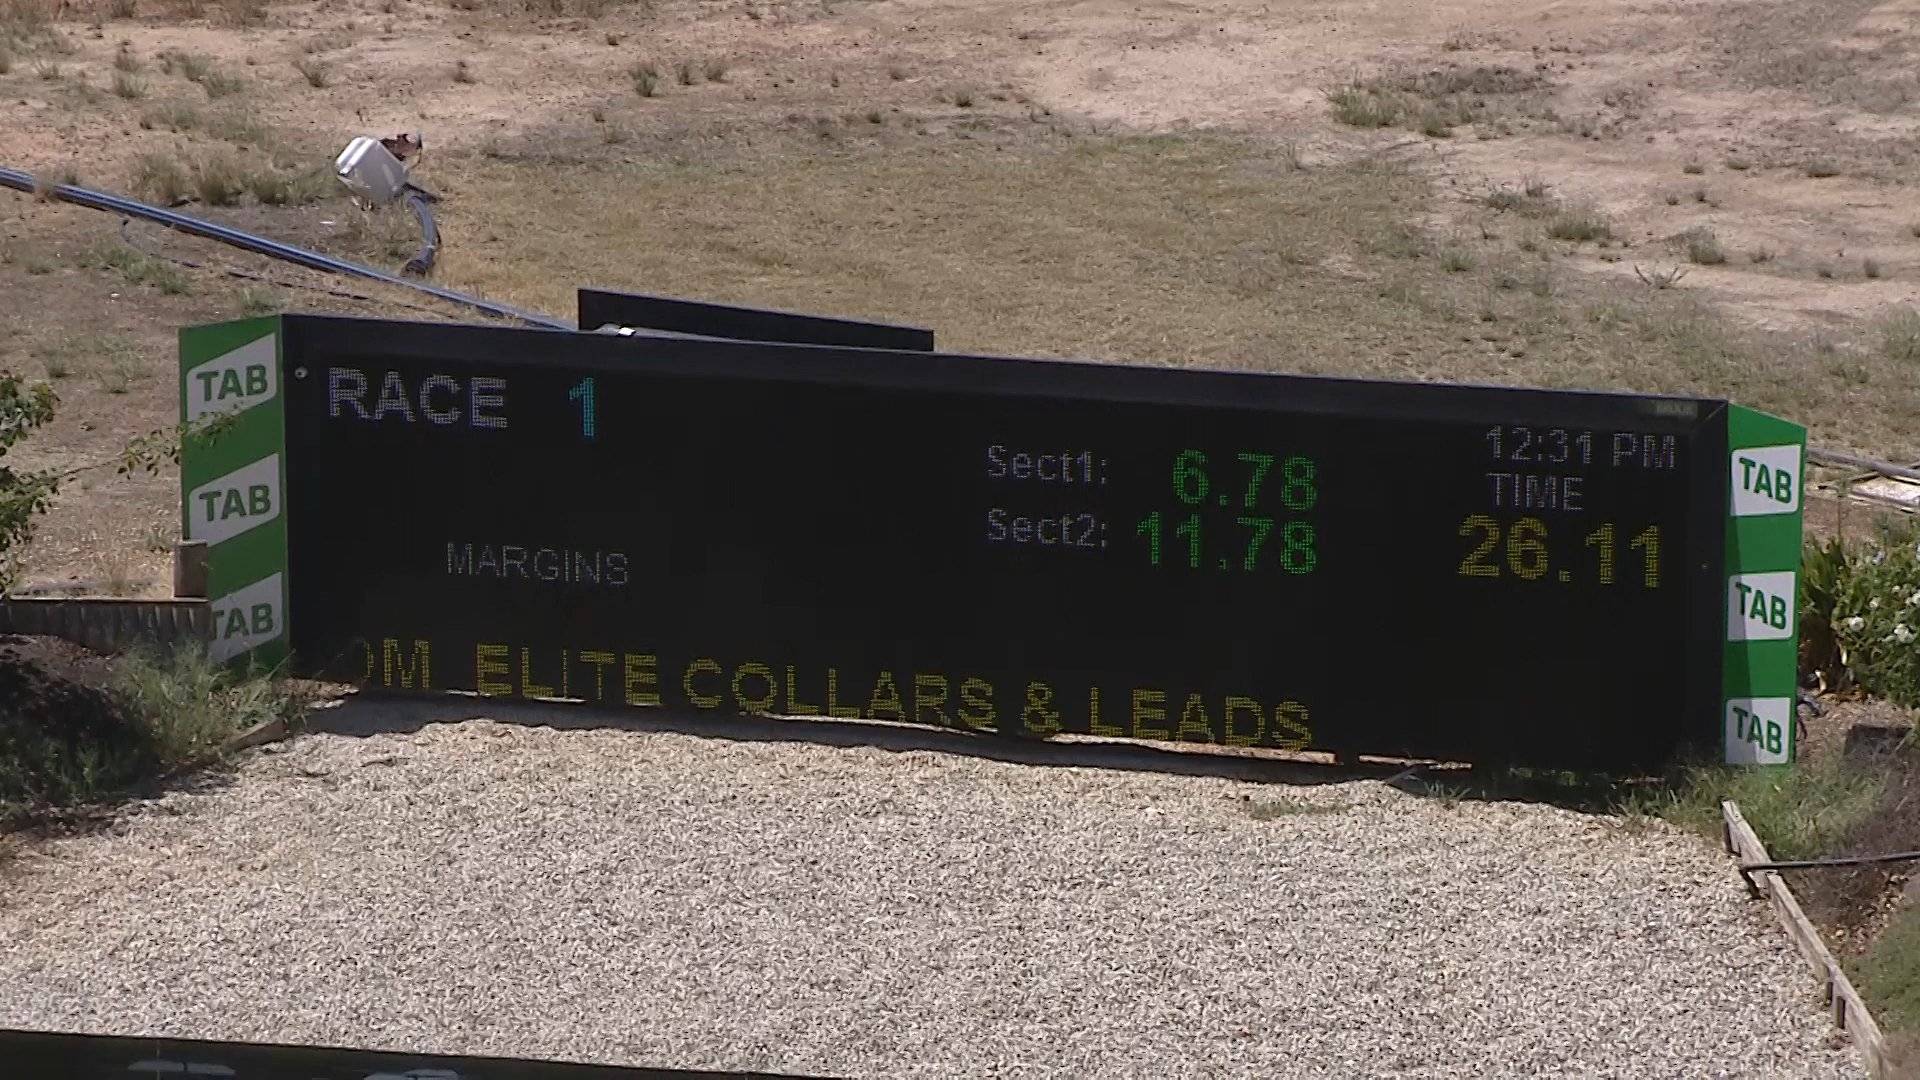 TAB
TAB
TAB
RACE 1
12:31 PM
Sect1: 6.78
TIME
Sect2: 11.78
26.11
MARGINS
OM ELITE COLLARS & LEADS
TAB
TAB
TAB